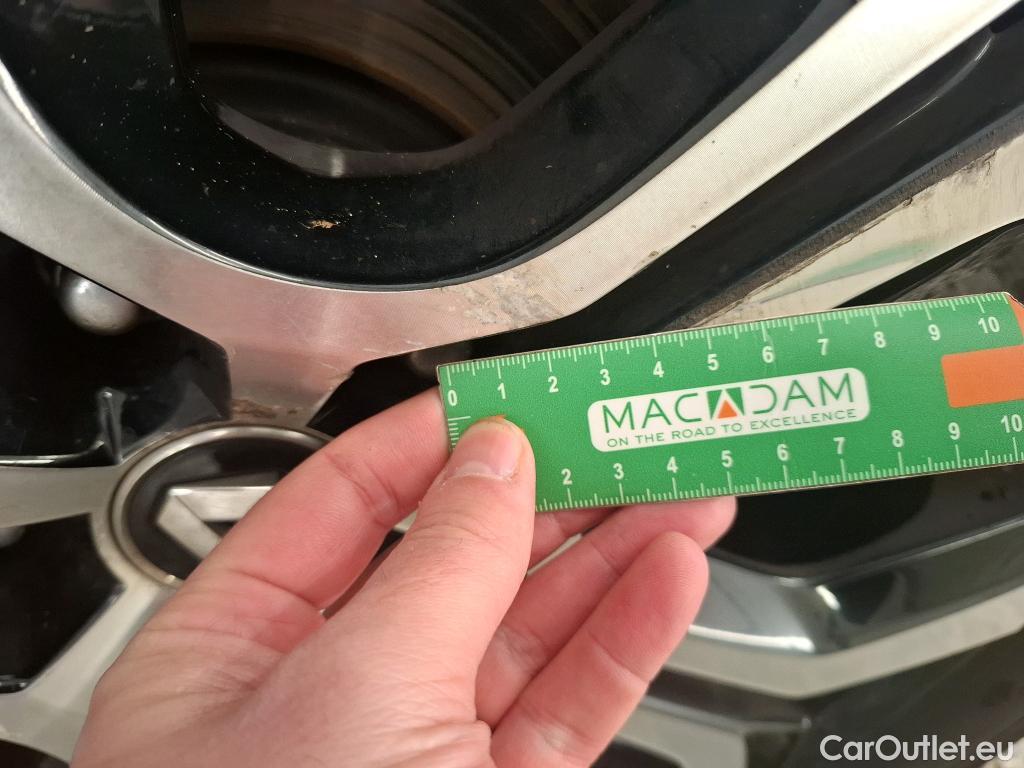 0 1 2 3 4 5 6 7 8 9 10
MACADAM
ON THE ROAD TO EXCELLENCE
2 3 4 5 6 7 8 9 10
CarOutlet.eu